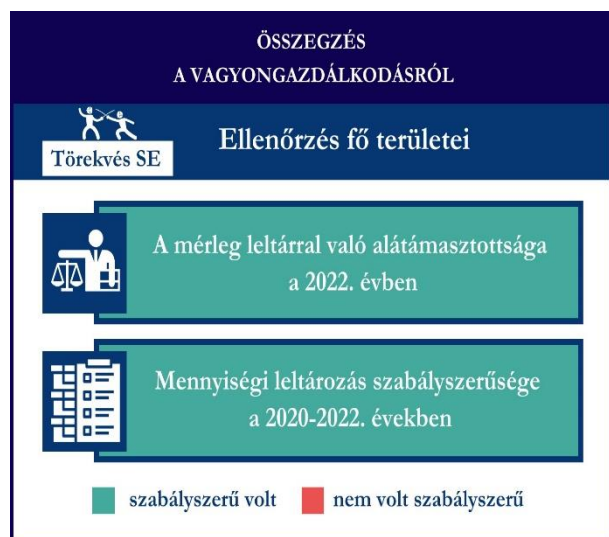 ÖSSZEGZÉS
A VAGYONGAZDÁLKODÁSRÓL
Törekvés SE
Ellenőrzés fő területei
A mérleg leltárral való alátámasztottsága
a 2022. évben
Mennyiségi leltározás szabályszerűsége
a 2020-2022. években
szabályszerű volt
nem volt szabályszerű